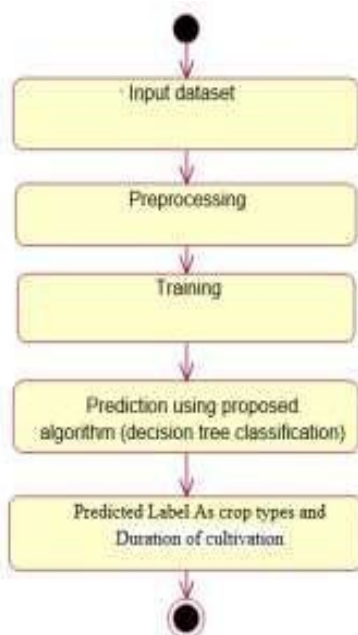 Input dataset
Preprocessing
Training
Prediction using proposed
algorithm (decision tree classification)
Predicted Label As crop types and
Duration of cultivation